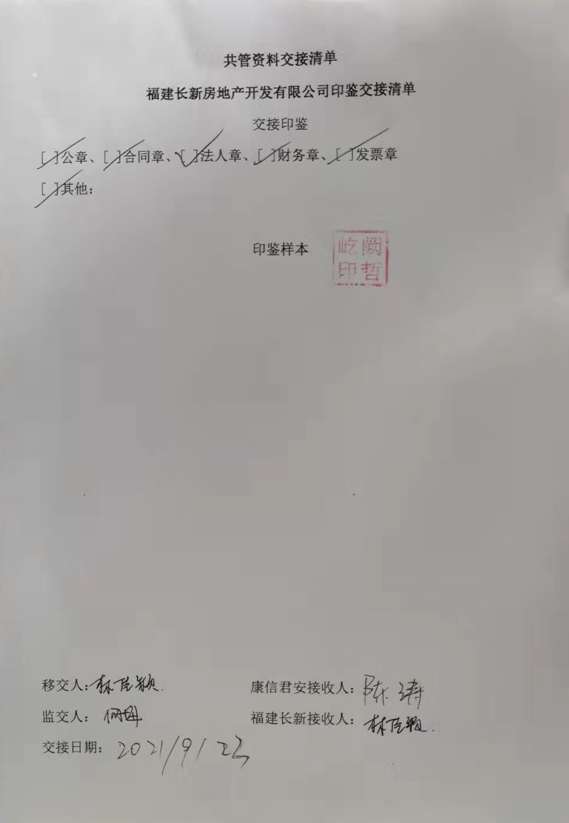 共管资料交接清单
福建长新房地产开发有限公司印鉴交接清单
交接印鉴
[ ]公章、[ ]合同章、[✓]法人章、[ ]财务章、[ ]发票章
[ ]其他：
印鉴样本
屹阙
印哲
移交人： 康信君安接收人：陈涛
监交人： 福建长新接收人：
交接日期：2021/9/23